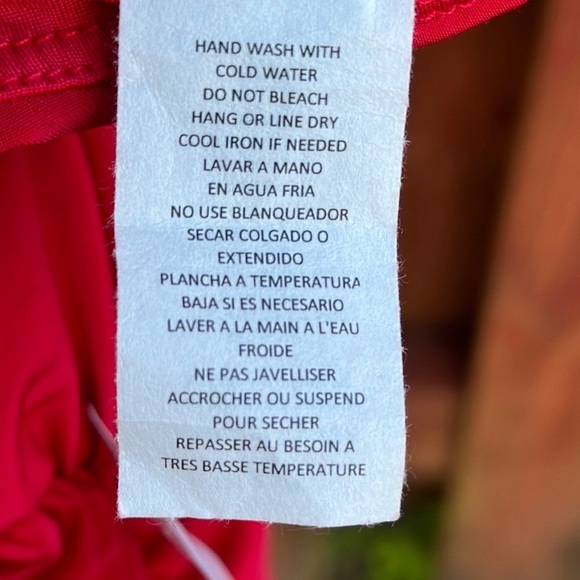 HAND WASH WITH
COLD WATER
DO NOT BLEACH
HANG OR LINE DRY
COOL IRON IF NEEDED
LAVAR A MANO
EN AGUA FRIA
NO USE BLANQUEADOR
SECAR COLGADO O
EXTENDIDO
PLANCHA A TEMPERATURA
BAJA SI ES NECESARIO
LAVER A LA MAIN A L'EAU
FROIDE
NE PAS JAVELLISER
ACCROCHER OU SUSPEND
POUR SECHER
REPASSER AU BESOIN A
TRES BASSE TEMPERATURE